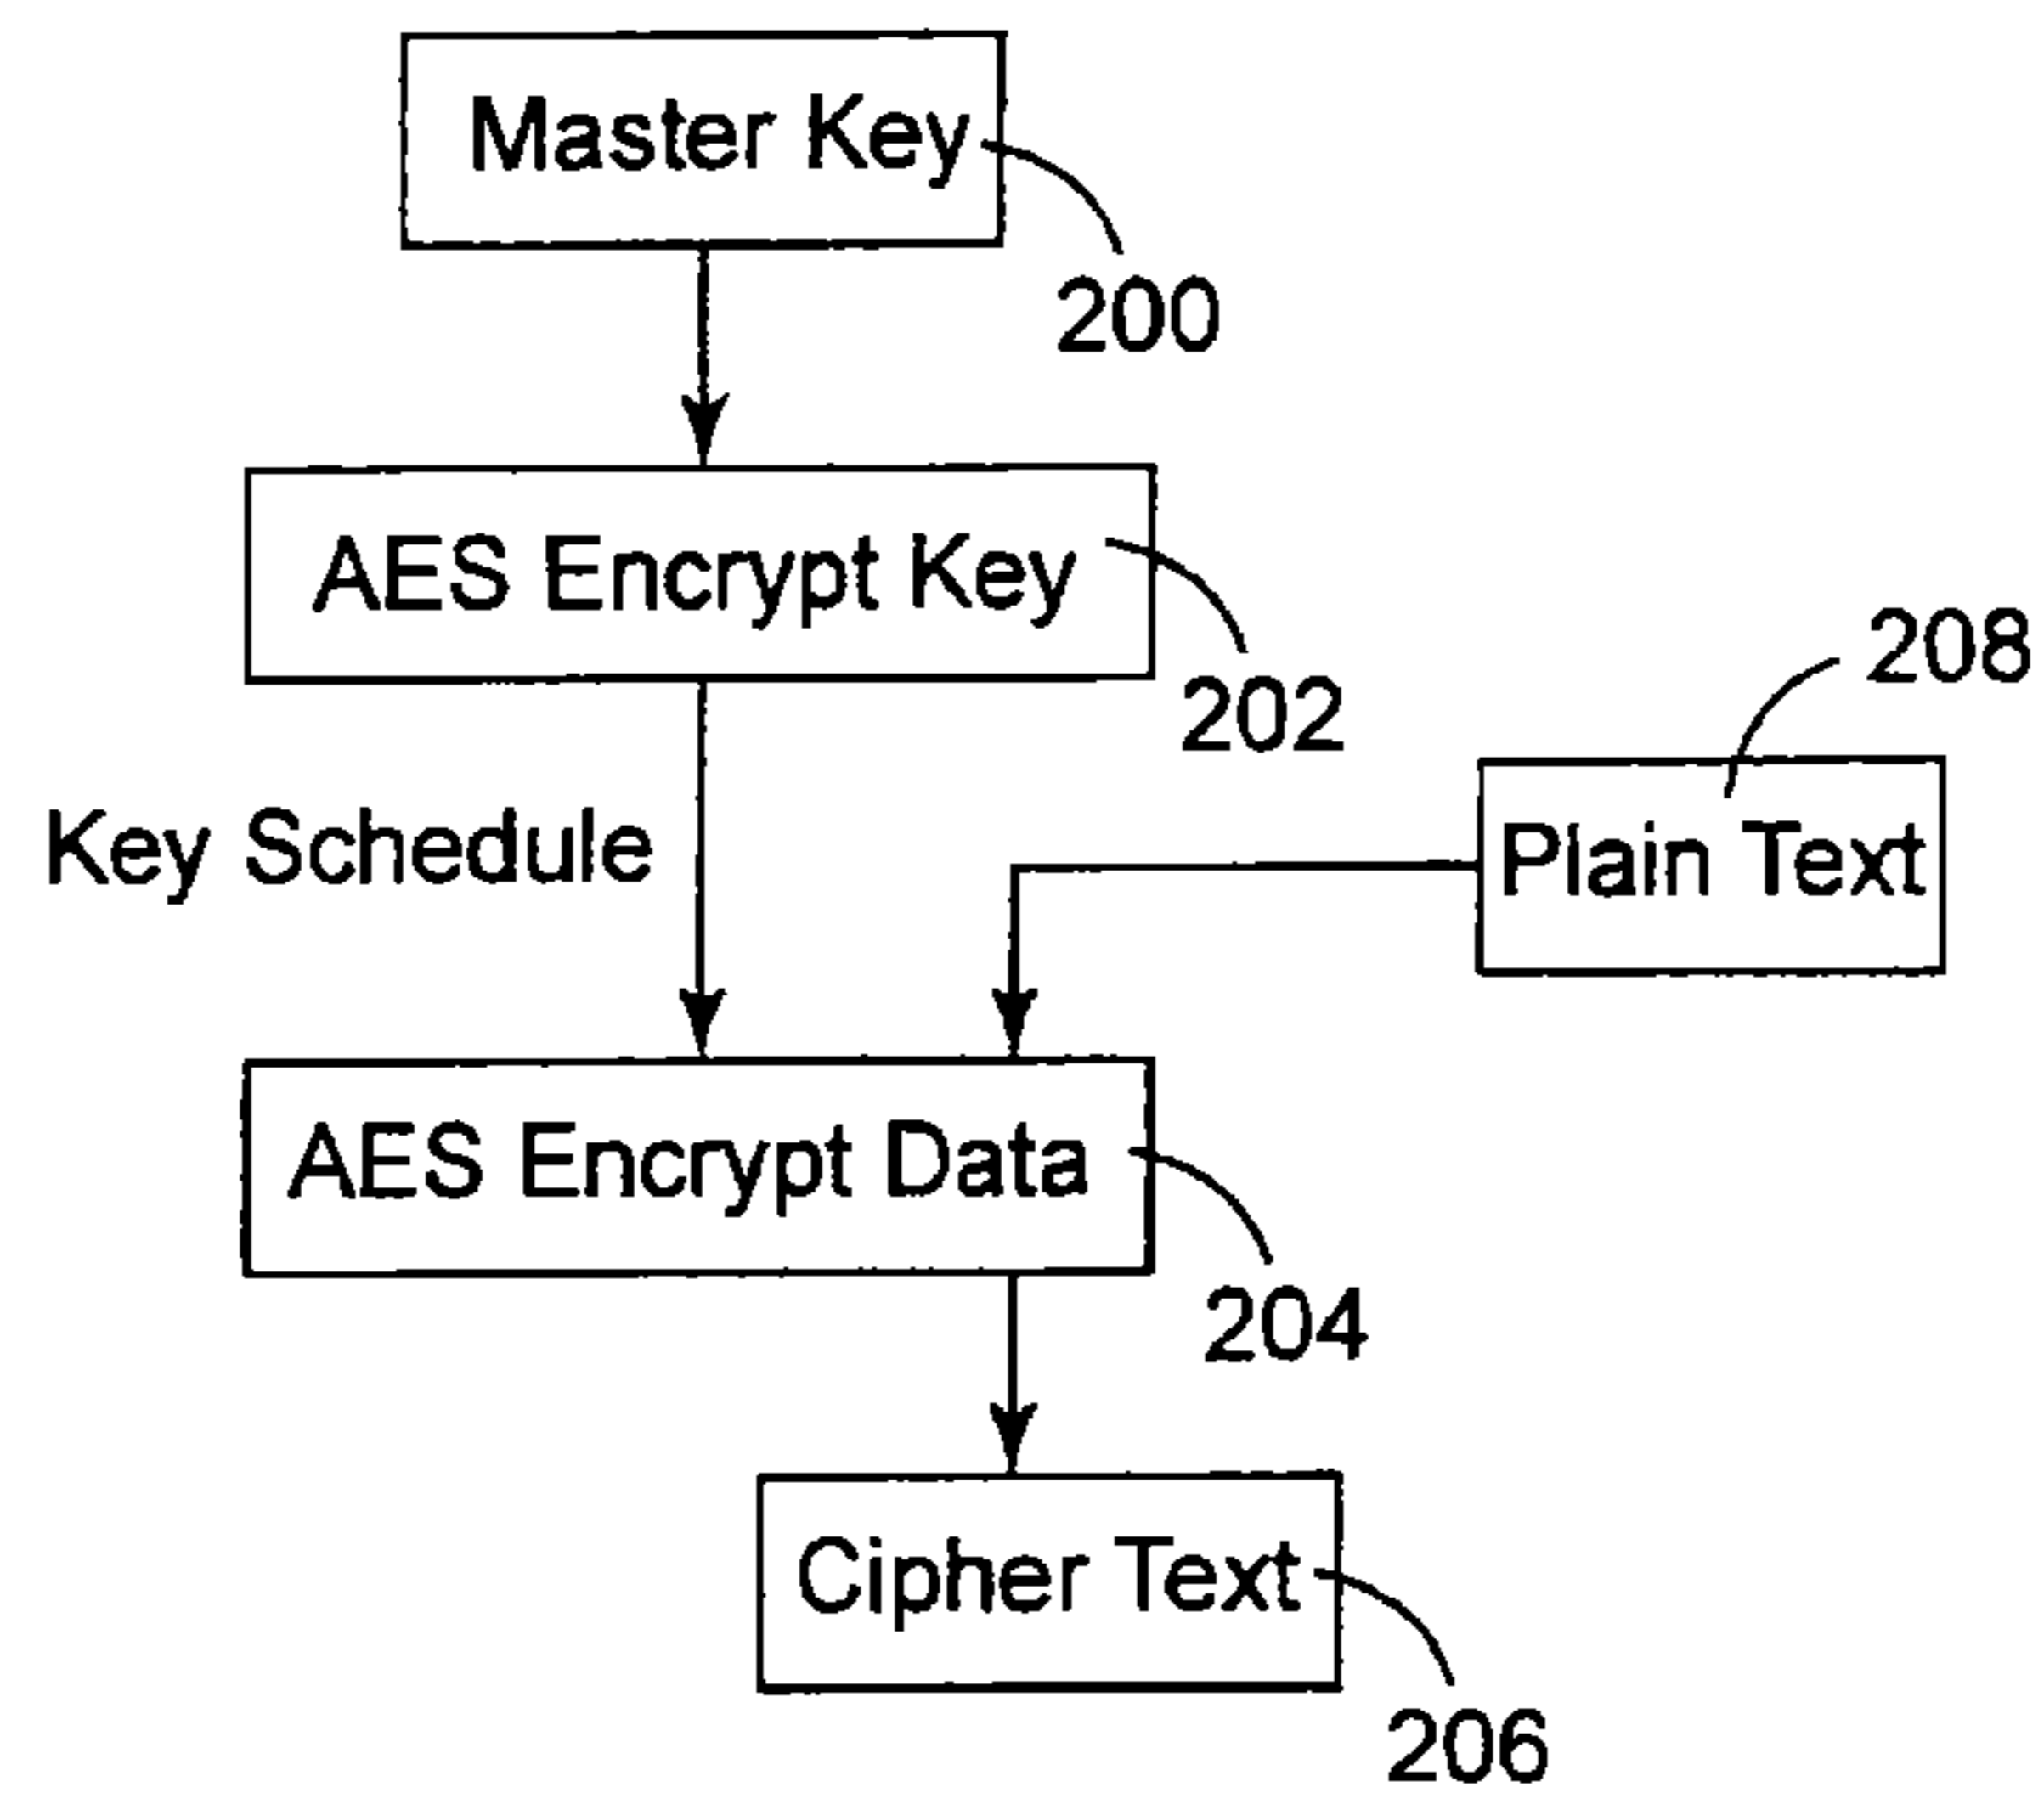 Master Key
200
AES Encrypt Key
202
208
Key Schedule
Plain Text
AES Encrypt Data
204
Cipher Text
206